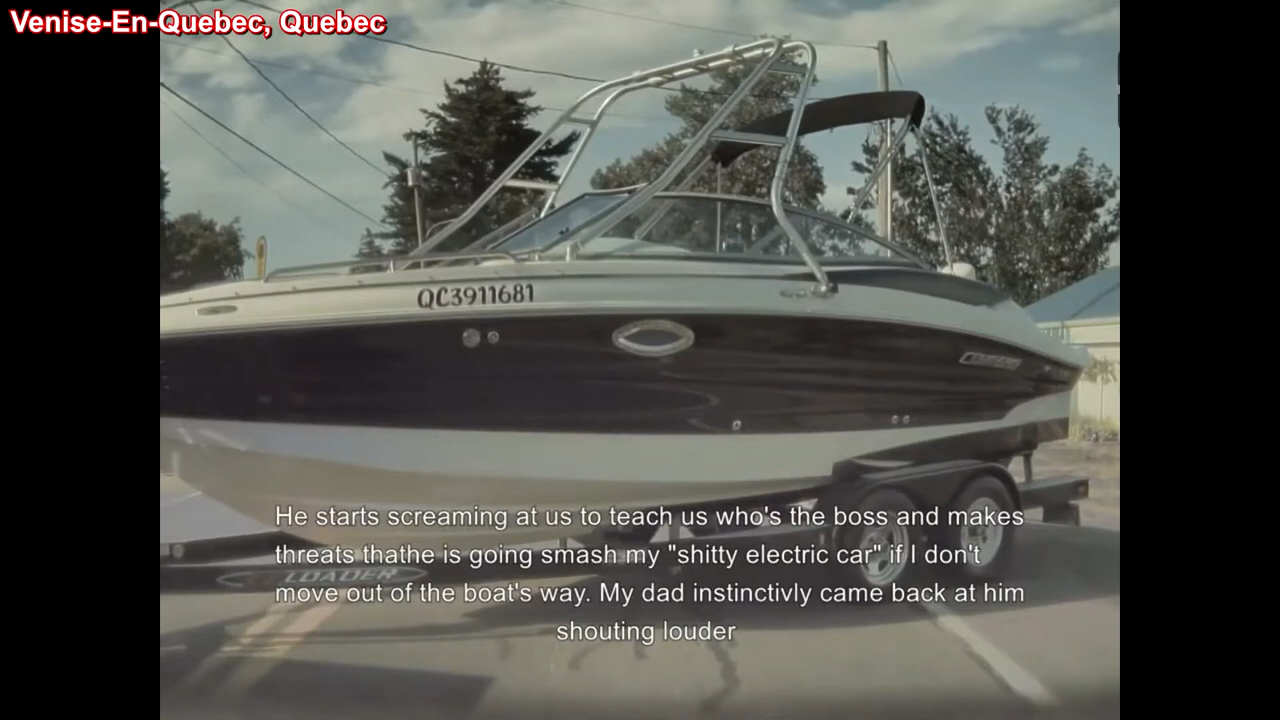 Venise-En-Quebec, Quebec
QC3911681
He starts screaming at us to teach us who's the boss and makes
threats thathe is going smash my "shitty electric car" if I don't
move out of the boat's way. My dad instinctivly came back at him
shouting louder
LOADER